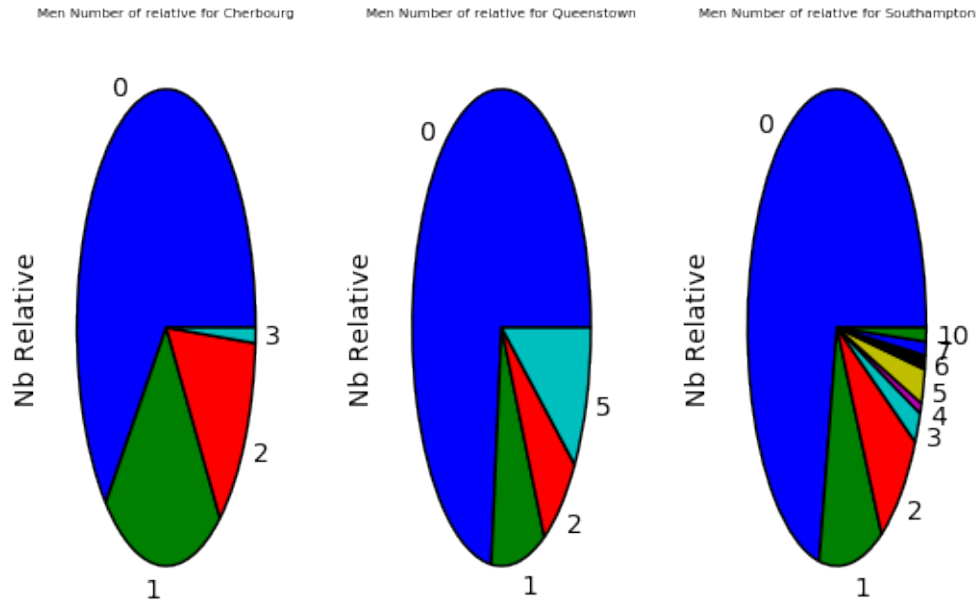 Men Number of relative for Cherbourg
0
Nb Relative
3
2
1
Men Number of relative for Queenstown
0
Nb Relative
5
2
1
Men Number of relative for Southampton
0
Nb Relative
10
7
6
5
4
3
2
1